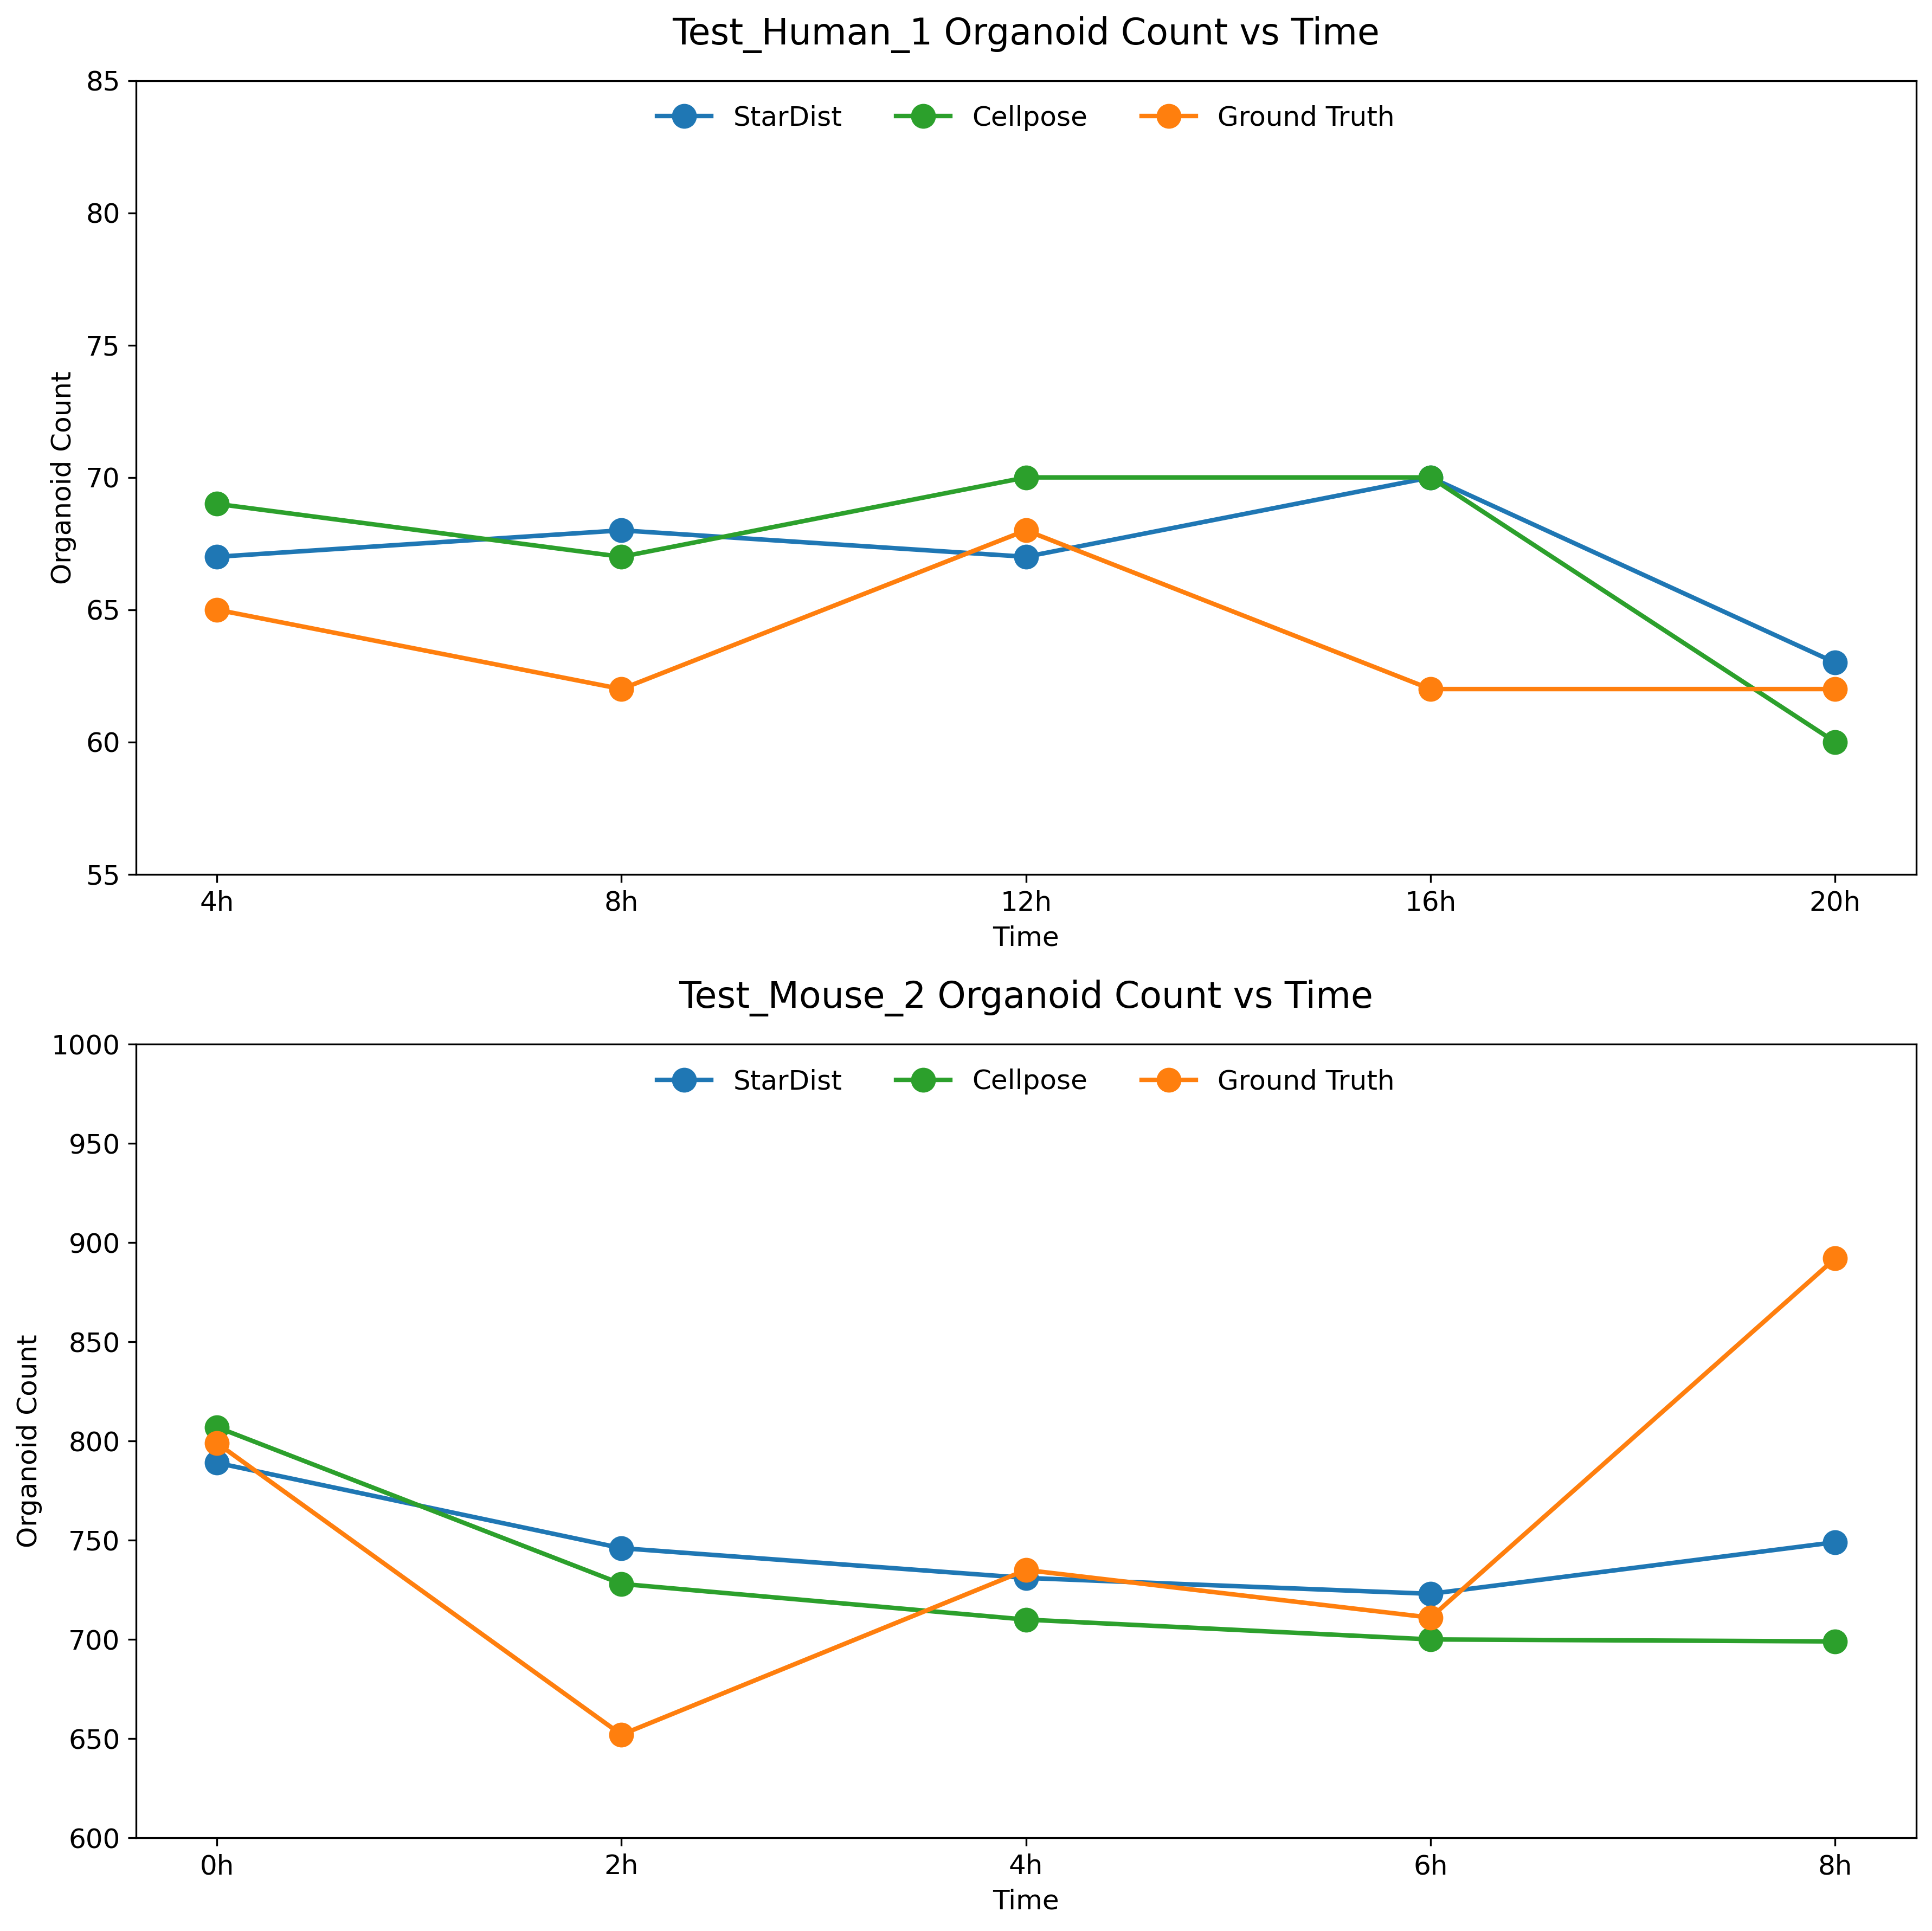 Test_Human_1 Organoid Count vs Time
StarDist Cellpose Ground Truth
85
80
75
70
65
60
55
Organoid Count
4h 8h 12h 16h 20h
Time
Test_Mouse_2 Organoid Count vs Time
StarDist Cellpose Ground Truth
1000
950
900
850
800
750
700
650
600
Organoid Count
0h 2h 4h 6h 8h
Time